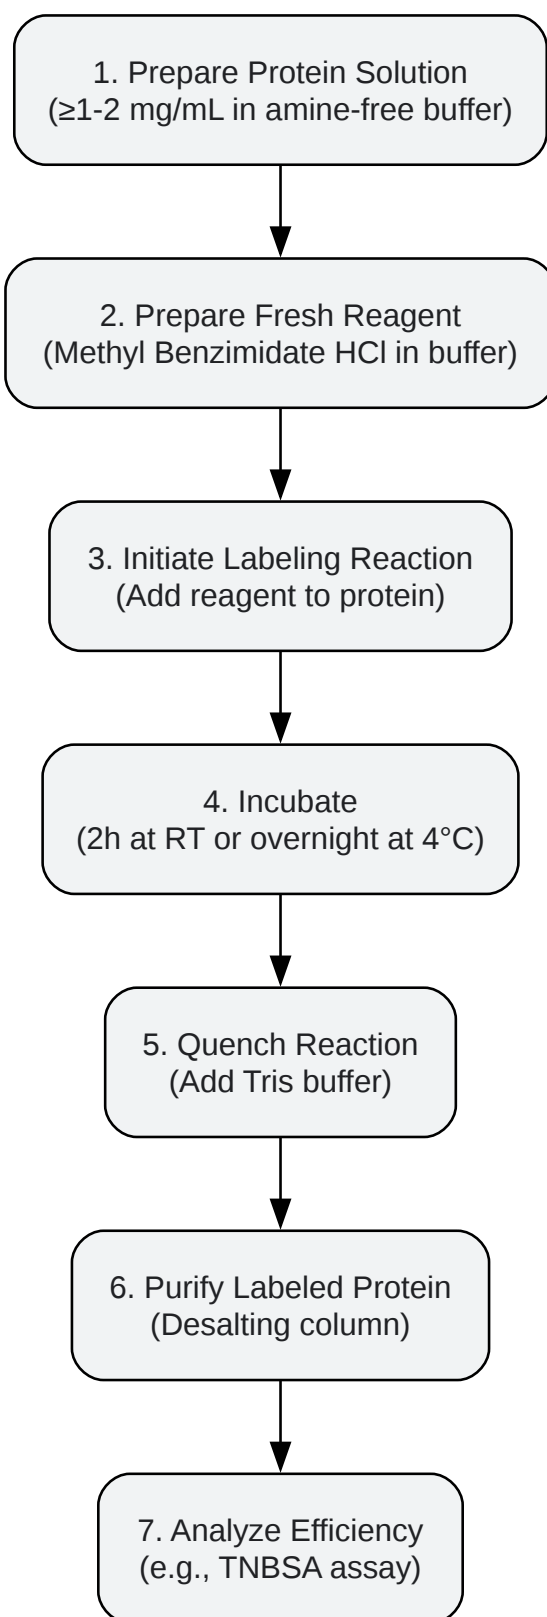 1. Prepare Protein Solution
(≥1-2 mg/mL in amine-free buffer)
2. Prepare Fresh Reagent
(Methyl Benzimidate HCl in buffer)
3. Initiate Labeling Reaction
(Add reagent to protein)
4. Incubate
(2h at RT or overnight at 4°C)
5. Quench Reaction
(Add Tris buffer)
6. Purify Labeled Protein
(Desalting column)
7. Analyze Efficiency
(e.g., TNBSA assay)